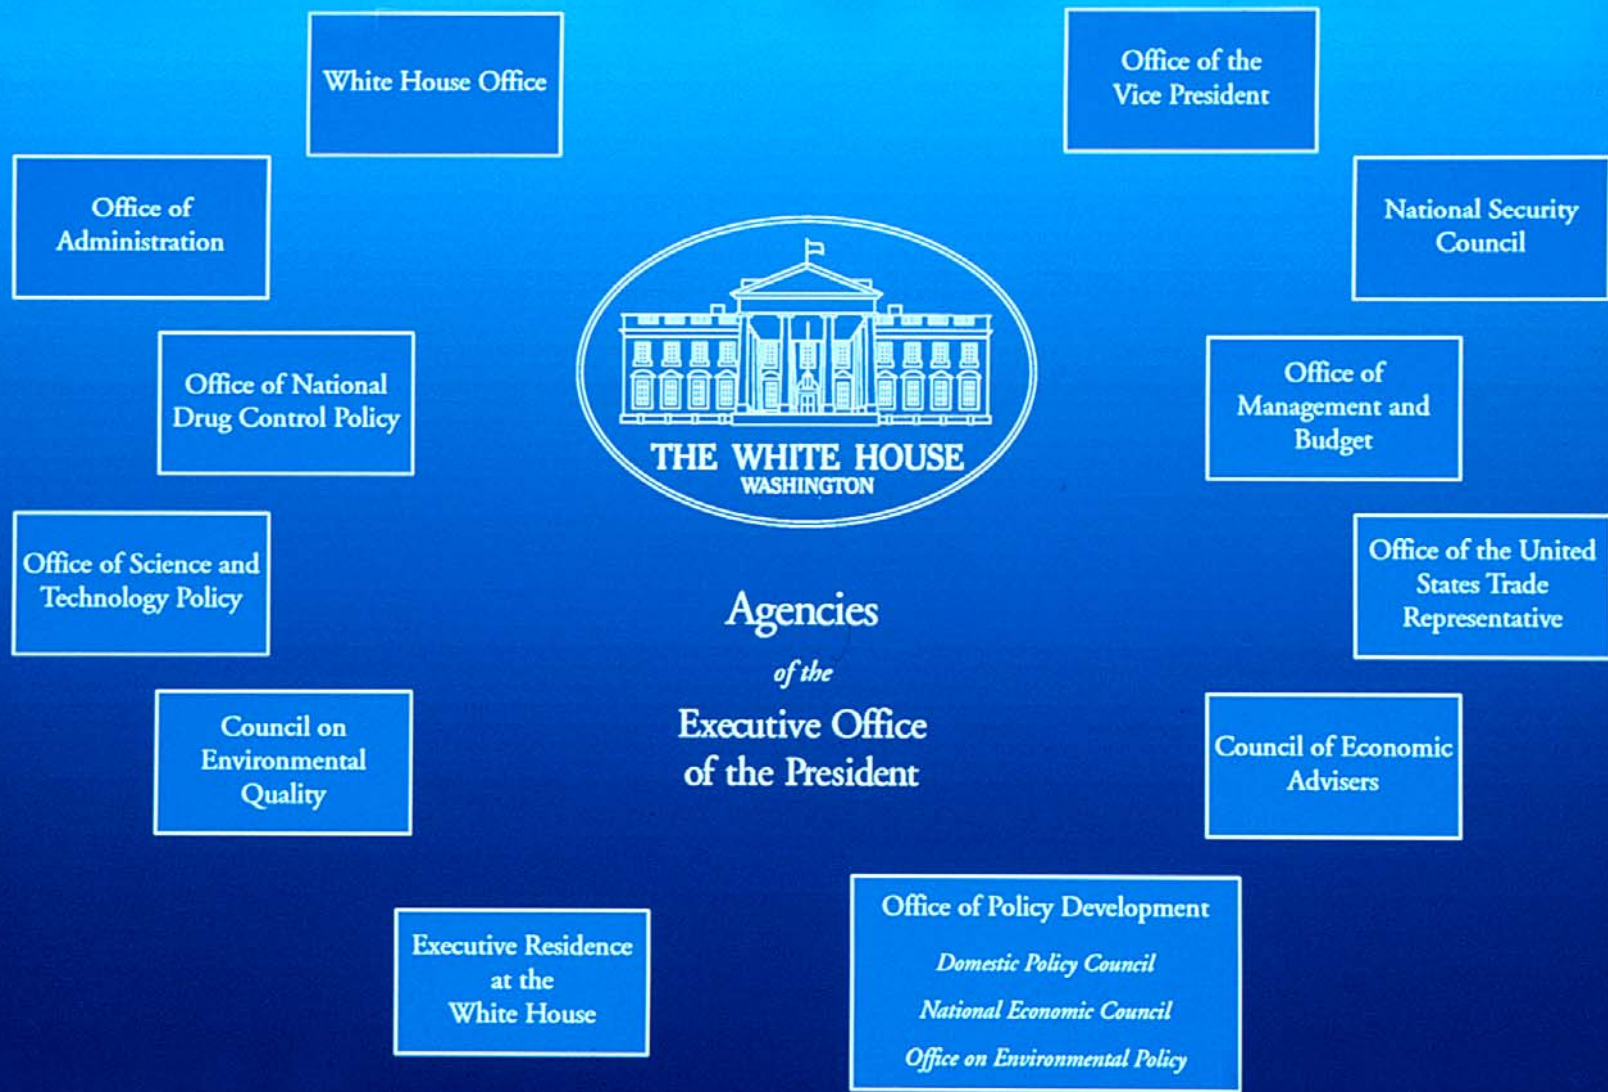 White House Office
Office of the
Vice President
Office of
Administration
National Security
Council
Office of National
Drug Control Policy
Office of
Management and
Budget
THE WHITE HOUSE
WASHINGTON
Office of Science and
Technology Policy
Office of the United
States Trade
Representative
Agencies
of the
Executive Office
of the President
Council on
Environmental
Quality
Council of Economic
Advisers
Executive Residence
at the
White House
Office of Policy Development
Domestic Policy Council
National Economic Council
Office on Environmental Policy